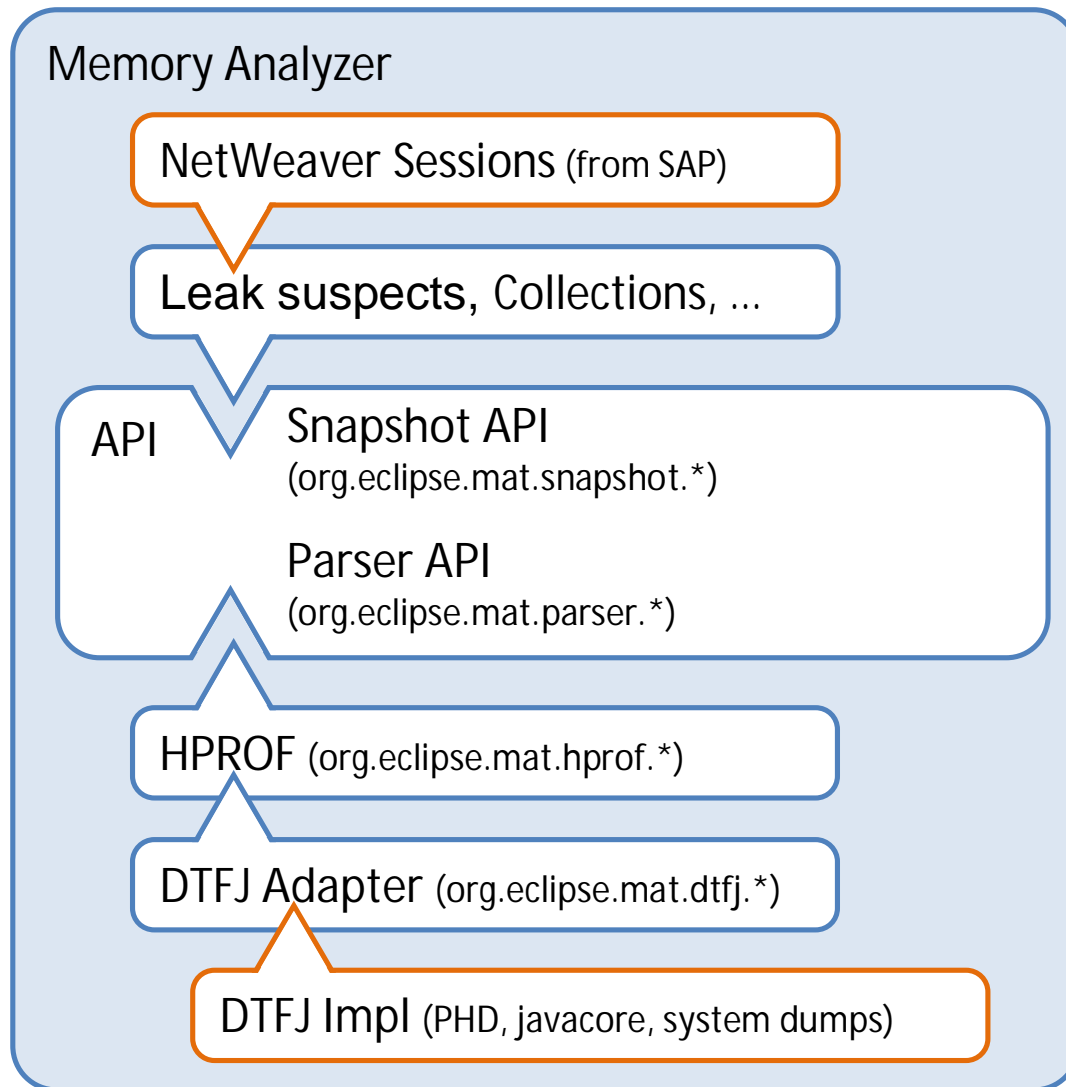 Memory Analyzer
NetWeaver Sessions (from SAP)
Leak suspects, Collections, ...
API
Snapshot API
(org.eclipse.mat.snapshot.*)
Parser API
(org.eclipse.mat.parser.*)
HPROF (org.eclipse.mat.hprof.*)
DTFJ Adapter (org.eclipse.mat.dtfj.*)
DTFJ Impl (PHD, javacore, system dumps)